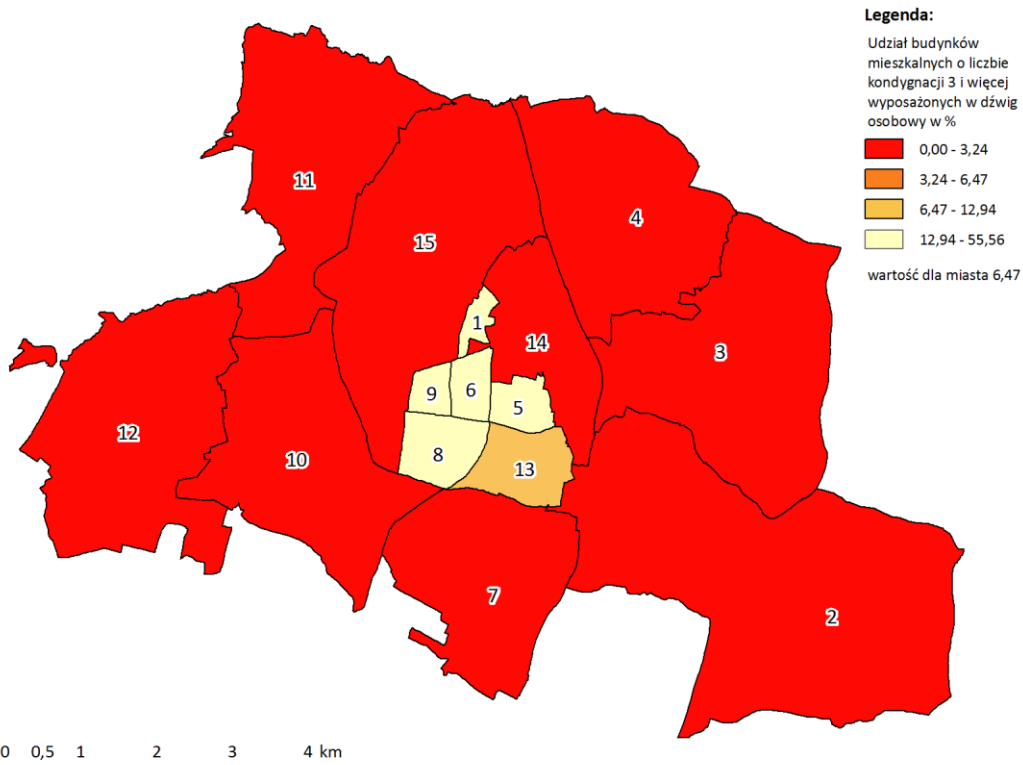 Legenda:
Udział budynków
mieszkalnych o liczbie
kondygnacji 3 i więcej
wyposażonych w dźwig
osobowy w %
0,00 - 3,24
3,24 - 6,47
6,47 - 12,94
12,94 - 55,56
wartość dla miasta 6,47
11
4
15
1
14
3
6
9
5
12
8
10
13
7
2
0 0,5 1 2 3 4 km